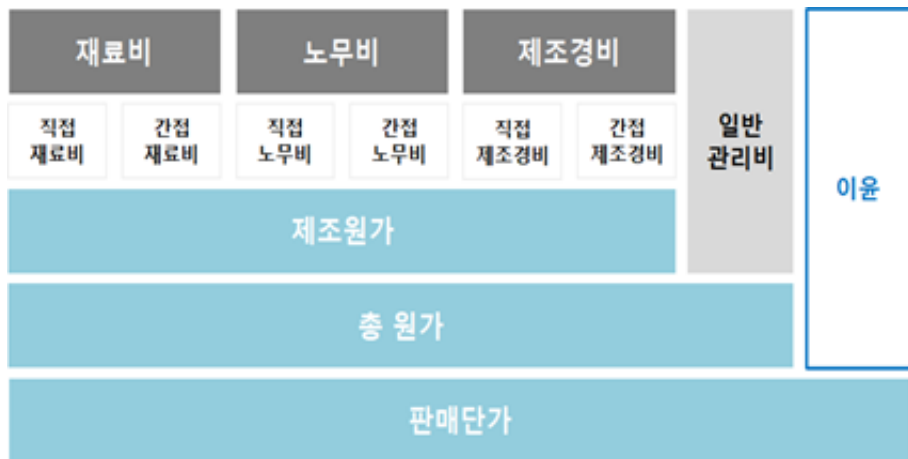 재료비
노무비
제조경비
일반
관리비
이윤
직접
재료비
간접
재료비
직접
노무비
간접
노무비
직접
제조경비
간접
제조경비
제조원가
총 원가
판매단가